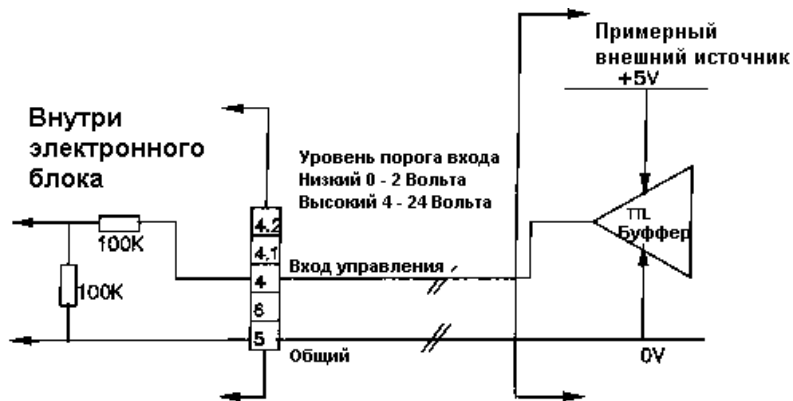 Примерный
внешний источник
+5V
Внутри
электронного
блока
Уровень порога входа
Низкий 0 - 2 Вольта
Высокий 4 - 24 Вольта
TTL
Буффер
100K
100K
4.2
4.1
4
6
5
Вход управления
Общий
0V